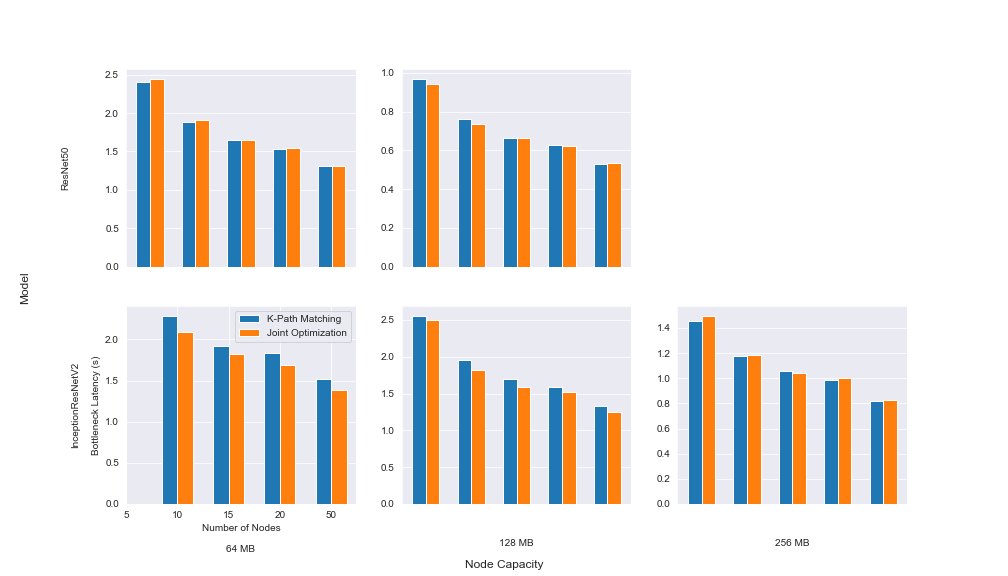 2.5
2.0
1.5
1.0
0.5
0.0
1.0
0.8
0.6
0.4
0.2
0.0
ResNet50
Model
InceptionResNetV2
Bottleneck Latency (s)
2.0
1.5
1.0
0.5
0.0
K-Path Matching
Joint Optimization
5 10 15 20 50
Number of Nodes
64 MB
2.5
2.0
1.5
1.0
0.5
0.0
128 MB
1.4
1.2
1.0
0.8
0.6
0.4
0.2
0.0
256 MB
Node Capacity